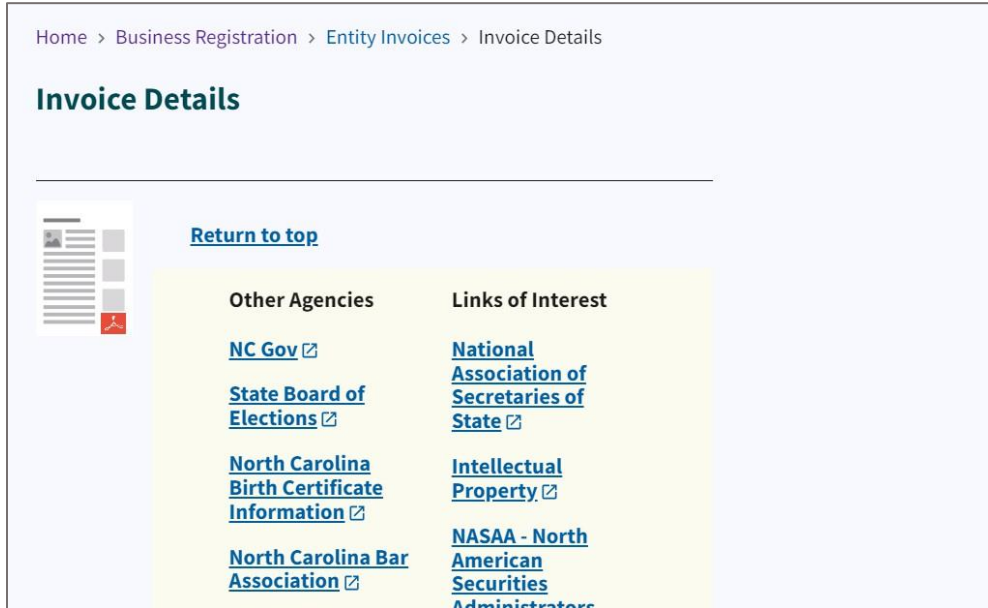 Home > Business Registration > Entity Invoices > Invoice Details
Invoice Details
Return to top
Other Agencies
NC Gov
State Board of
Elections
North Carolina
Birth Certificate
Information
North Carolina Bar
Association
Links of Interest
National
Association of
Secretaries of
State
Intellectual
Property
NASAA - North
American
Securities
Administrators